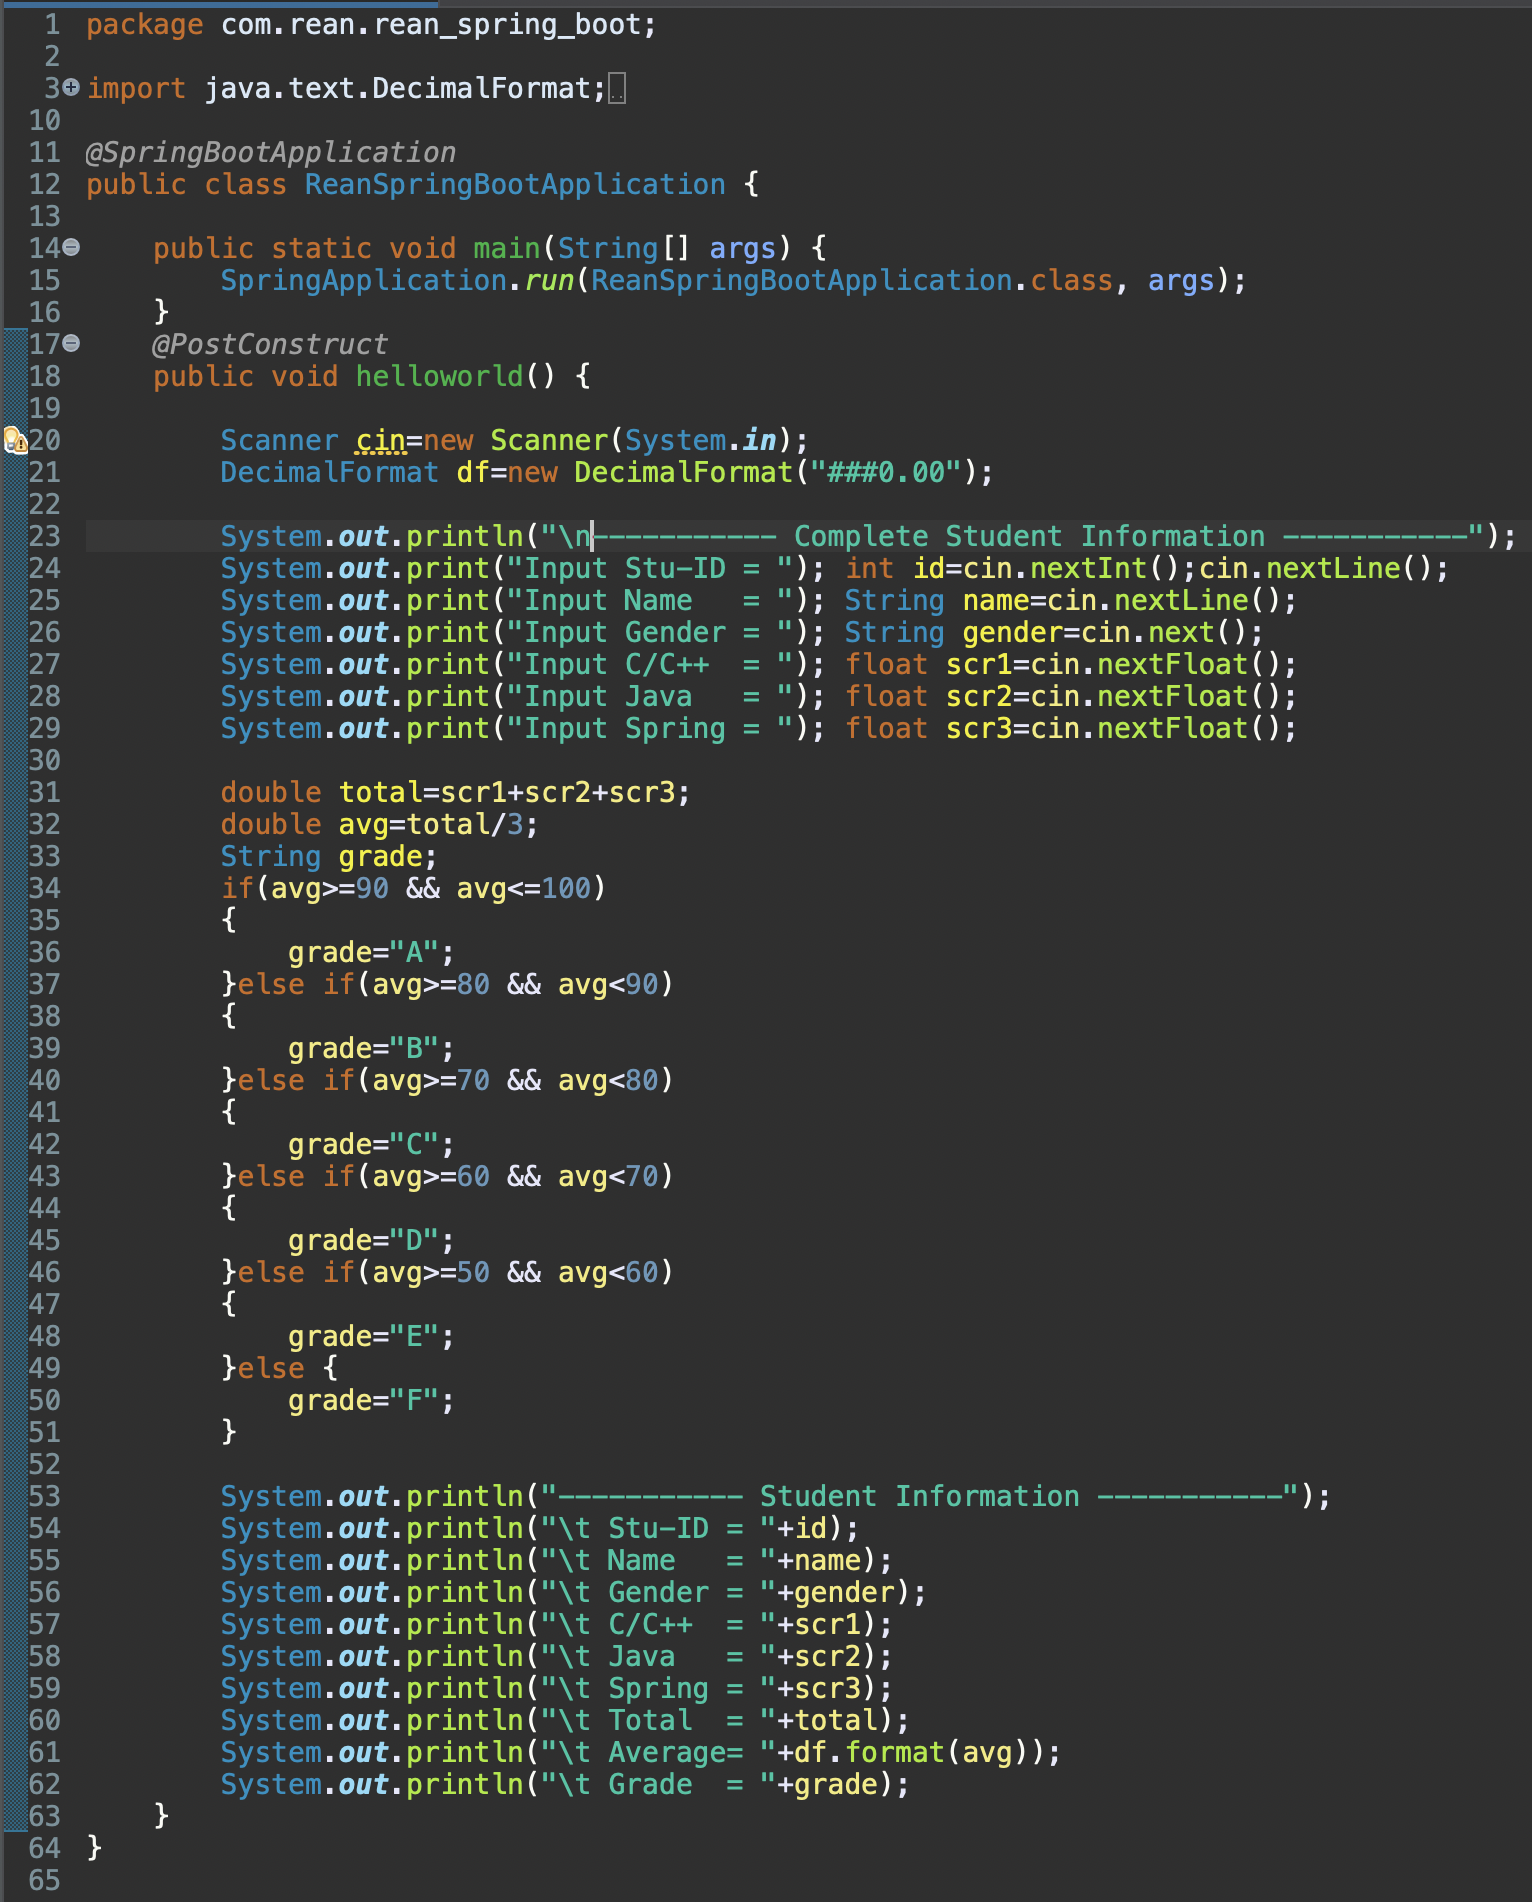 1 package com.rean.rean_spring_boot;
2
3 import java.text.DecimalFormat;
10
11 @SpringBootApplication
12 public class ReanSpringBootApplication {
13
14 public static void main(String[] args) {
15 SpringApplication.run(ReanSpringBootApplication.class, args);
16 }
17 @PostConstruct
18 public void helloworld() {
19
20 Scanner cin=new Scanner(System.in);
21 DecimalFormat df=new DecimalFormat("###0.00");
22
23 System.out.println("\n----------- Complete Student Information -----------");
24 System.out.print("Input Stu-ID = "); int id=cin.nextInt();cin.nextLine();
25 System.out.print("Input Name   = "); String name=cin.nextLine();
26 System.out.print("Input Gender = "); String gender=cin.next();
27 System.out.print("Input C/C++  = "); float scr1=cin.nextFloat();
28 System.out.print("Input Java   = "); float scr2=cin.nextFloat();
29 System.out.print("Input Spring = "); float scr3=cin.nextFloat();
30
31 double total=scr1+scr2+scr3;
32 double avg=total/3;
33 String grade;
34 if(avg>=90 && avg<=100)
35 {
36 grade="A";
37 }else if(avg>=80 && avg<90)
38 {
39 grade="B";
40 }else if(avg>=70 && avg<80)
41 {
42 grade="C";
43 }else if(avg>=60 && avg<70)
44 {
45 grade="D";
46 }else if(avg>=50 && avg<60)
47 {
48 grade="E";
49 }else {
50 grade="F";
51 }
52
53 System.out.println("----------- Student Information -----------");
54 System.out.println("\t Stu-ID = "+id);
55 System.out.println("\t Name   = "+name);
56 System.out.println("\t Gender = "+gender);
57 System.out.println("\t C/C++  = "+scr1);
58 System.out.println("\t Java   = "+scr2);
59 System.out.println("\t Spring = "+scr3);
60 System.out.println("\t Total  = "+total);
61 System.out.println("\t Average= "+df.format(avg));
62 System.out.println("\t Grade  = "+grade);
63 }
64 }
65